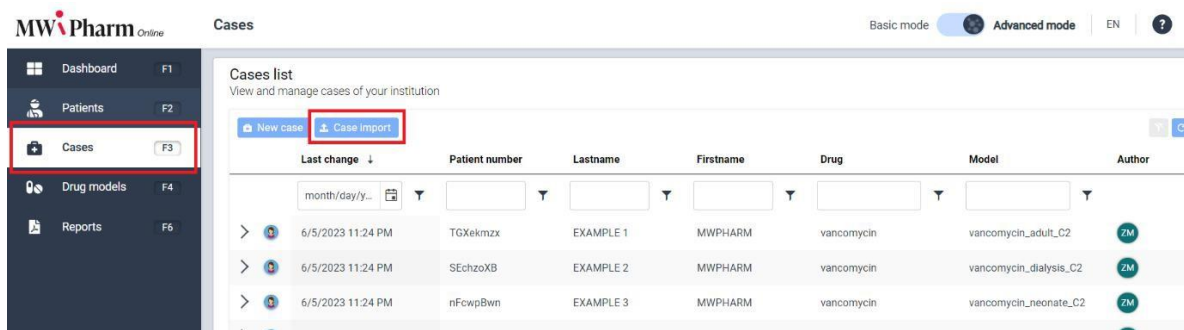 MWiPharm Online
Cases
Basic mode Advanced mode EN ?
Dashboard F1
Patients F2
Cases F3
Drug models F4
Reports F6
Cases list
View and manage cases of your institution
New case Case import
Last change ↓ Patient number Lastname Firstname Drug Model Author
month/day/y...
6/5/2023 11:24 PM TGXekmzx EXAMPLE 1 MWPHARM vancomycin vancomycin_adult_C2 ZM
6/5/2023 11:24 PM SEchzoXB EXAMPLE 2 MWPHARM vancomycin vancomycin_dialysis_C2 ZM
6/5/2023 11:24 PM nFcwpBwn EXAMPLE 3 MWPHARM vancomycin vancomycin_neonate_C2 ZM